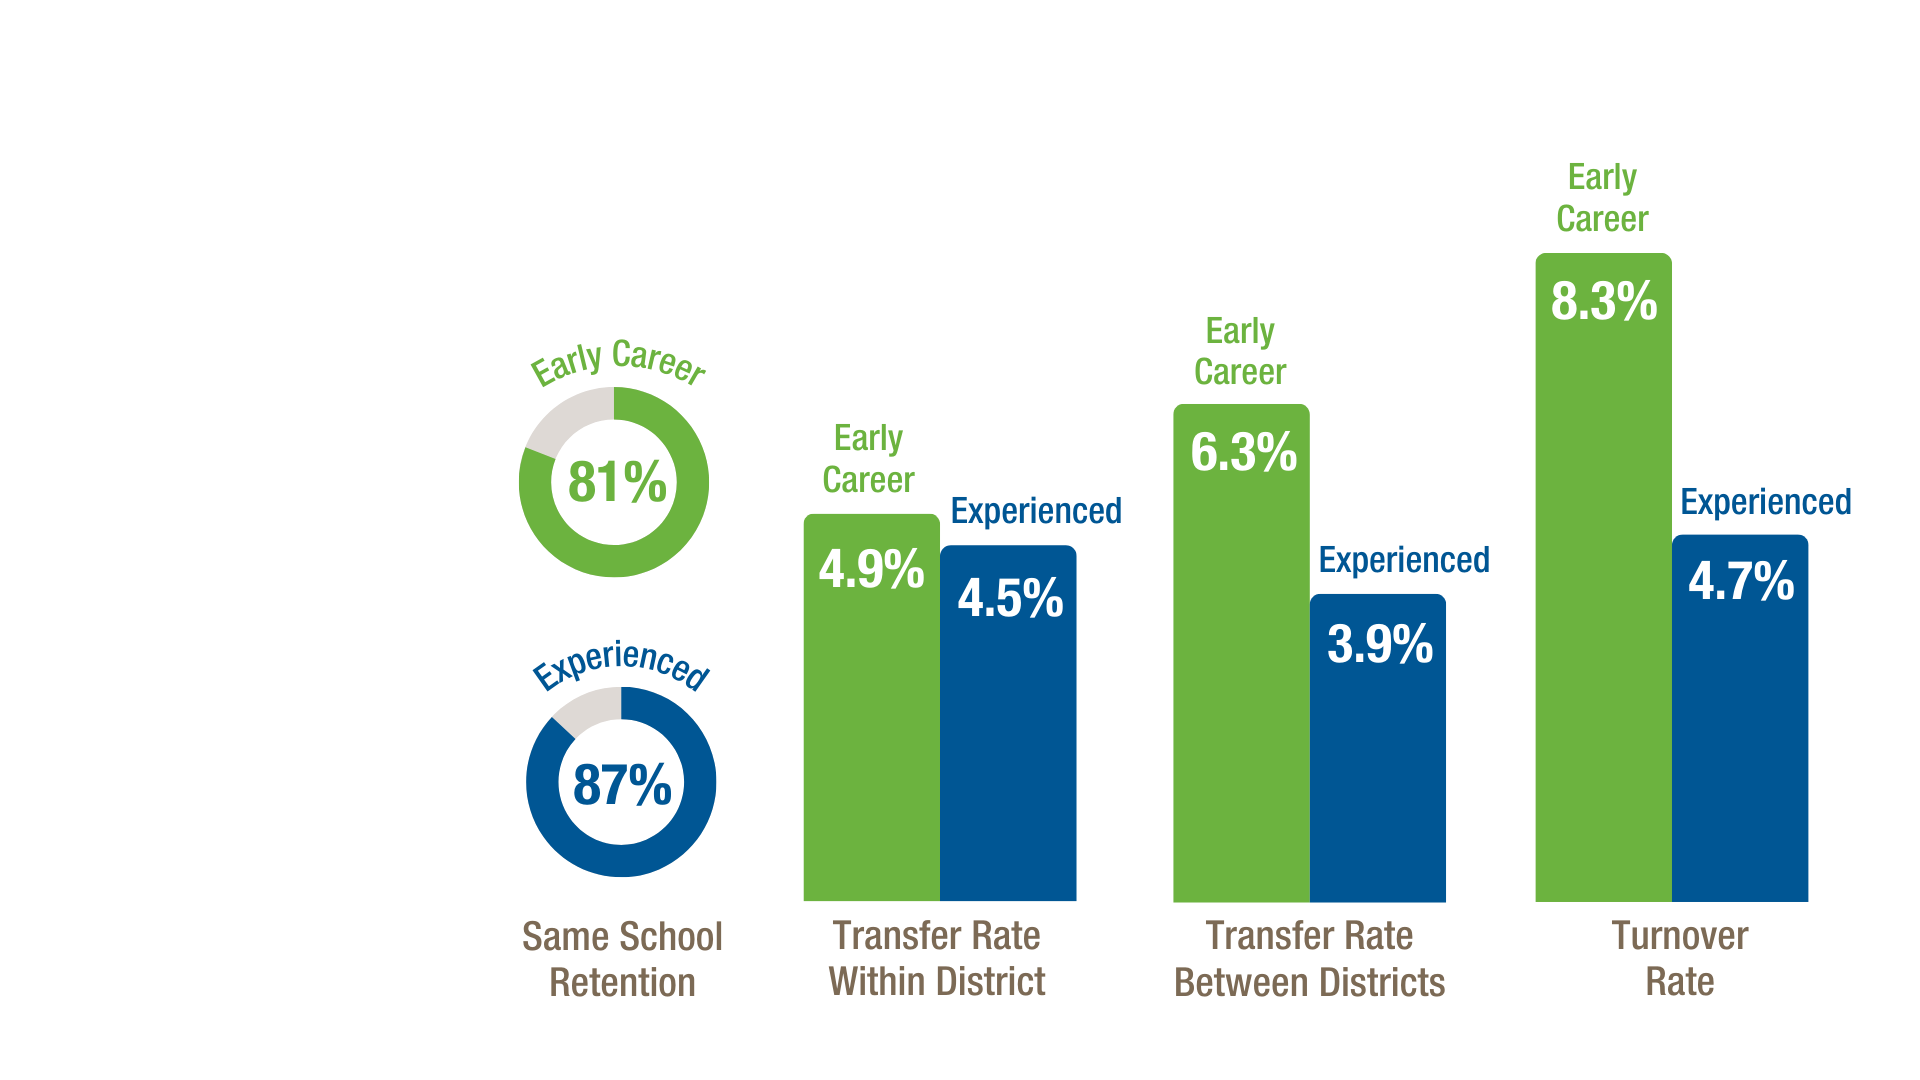 Early Career
81%
Experienced
87%
Same School
Retention
Early
Career
4.9%
Experienced
4.5%
Transfer Rate
Within District
Early
Career
6.3%
Experienced
3.9%
Transfer Rate
Between Districts
Early
Career
8.3%
Experienced
4.7%
Turnover
Rate